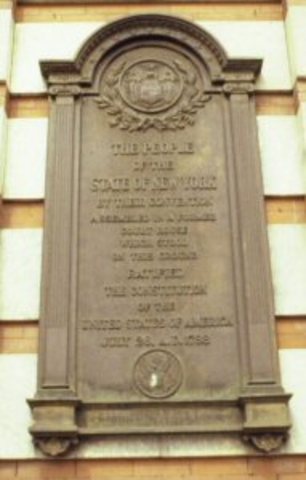 THE PEOPLE
OF THE
STATE OF NEW YORK
BY THEIR CONVENTION
ASSEMBLED IN A FORMER
COURT HOUSE
WHICH STOOD
ON THIS GROUND
RATIFIED
THE CONSTITUTION
OF THE
UNITED STATES OF AMERICA
JULY 26, A.D. 1788